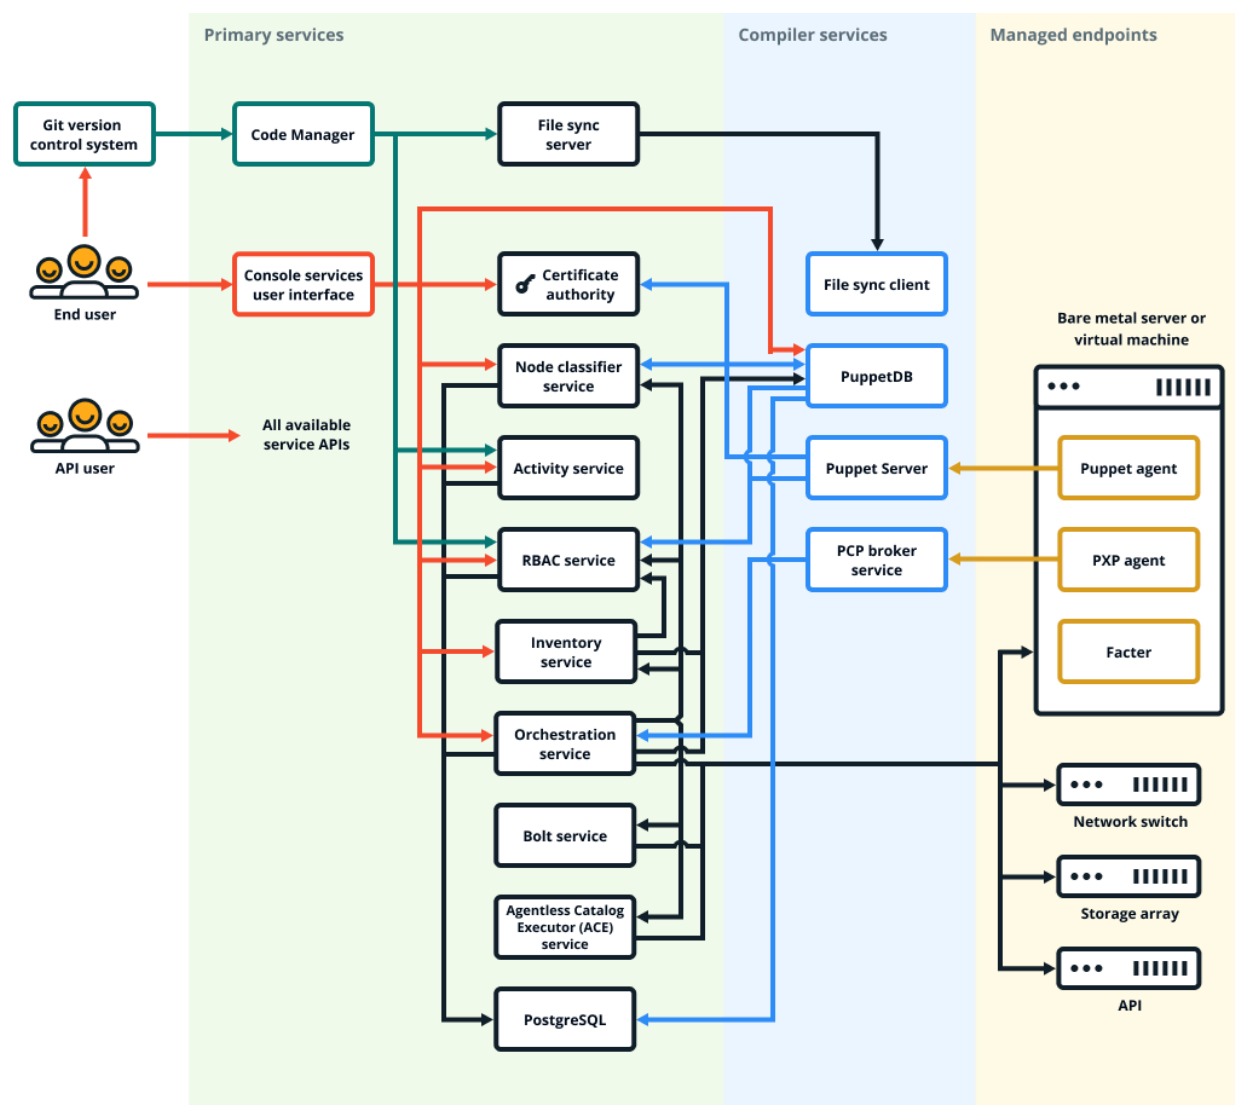 Primary services
Compiler services
Managed endpoints
Git version
control system
Code Manager
File sync
server
End user
Console services
user interface
Certificate
authority
File sync client
Bare metal server or
virtual machine
Node classifier
service
PuppetDB
API user
All available
service APIs
Activity service
Puppet Server
Puppet agent
RBAC service
PCP broker
service
PXP agent
Inventory
service
Facter
Orchestration
service
Network switch
Bolt service
Agentless Catalog
Executor (ACE)
service
Storage array
API
PostgreSQL